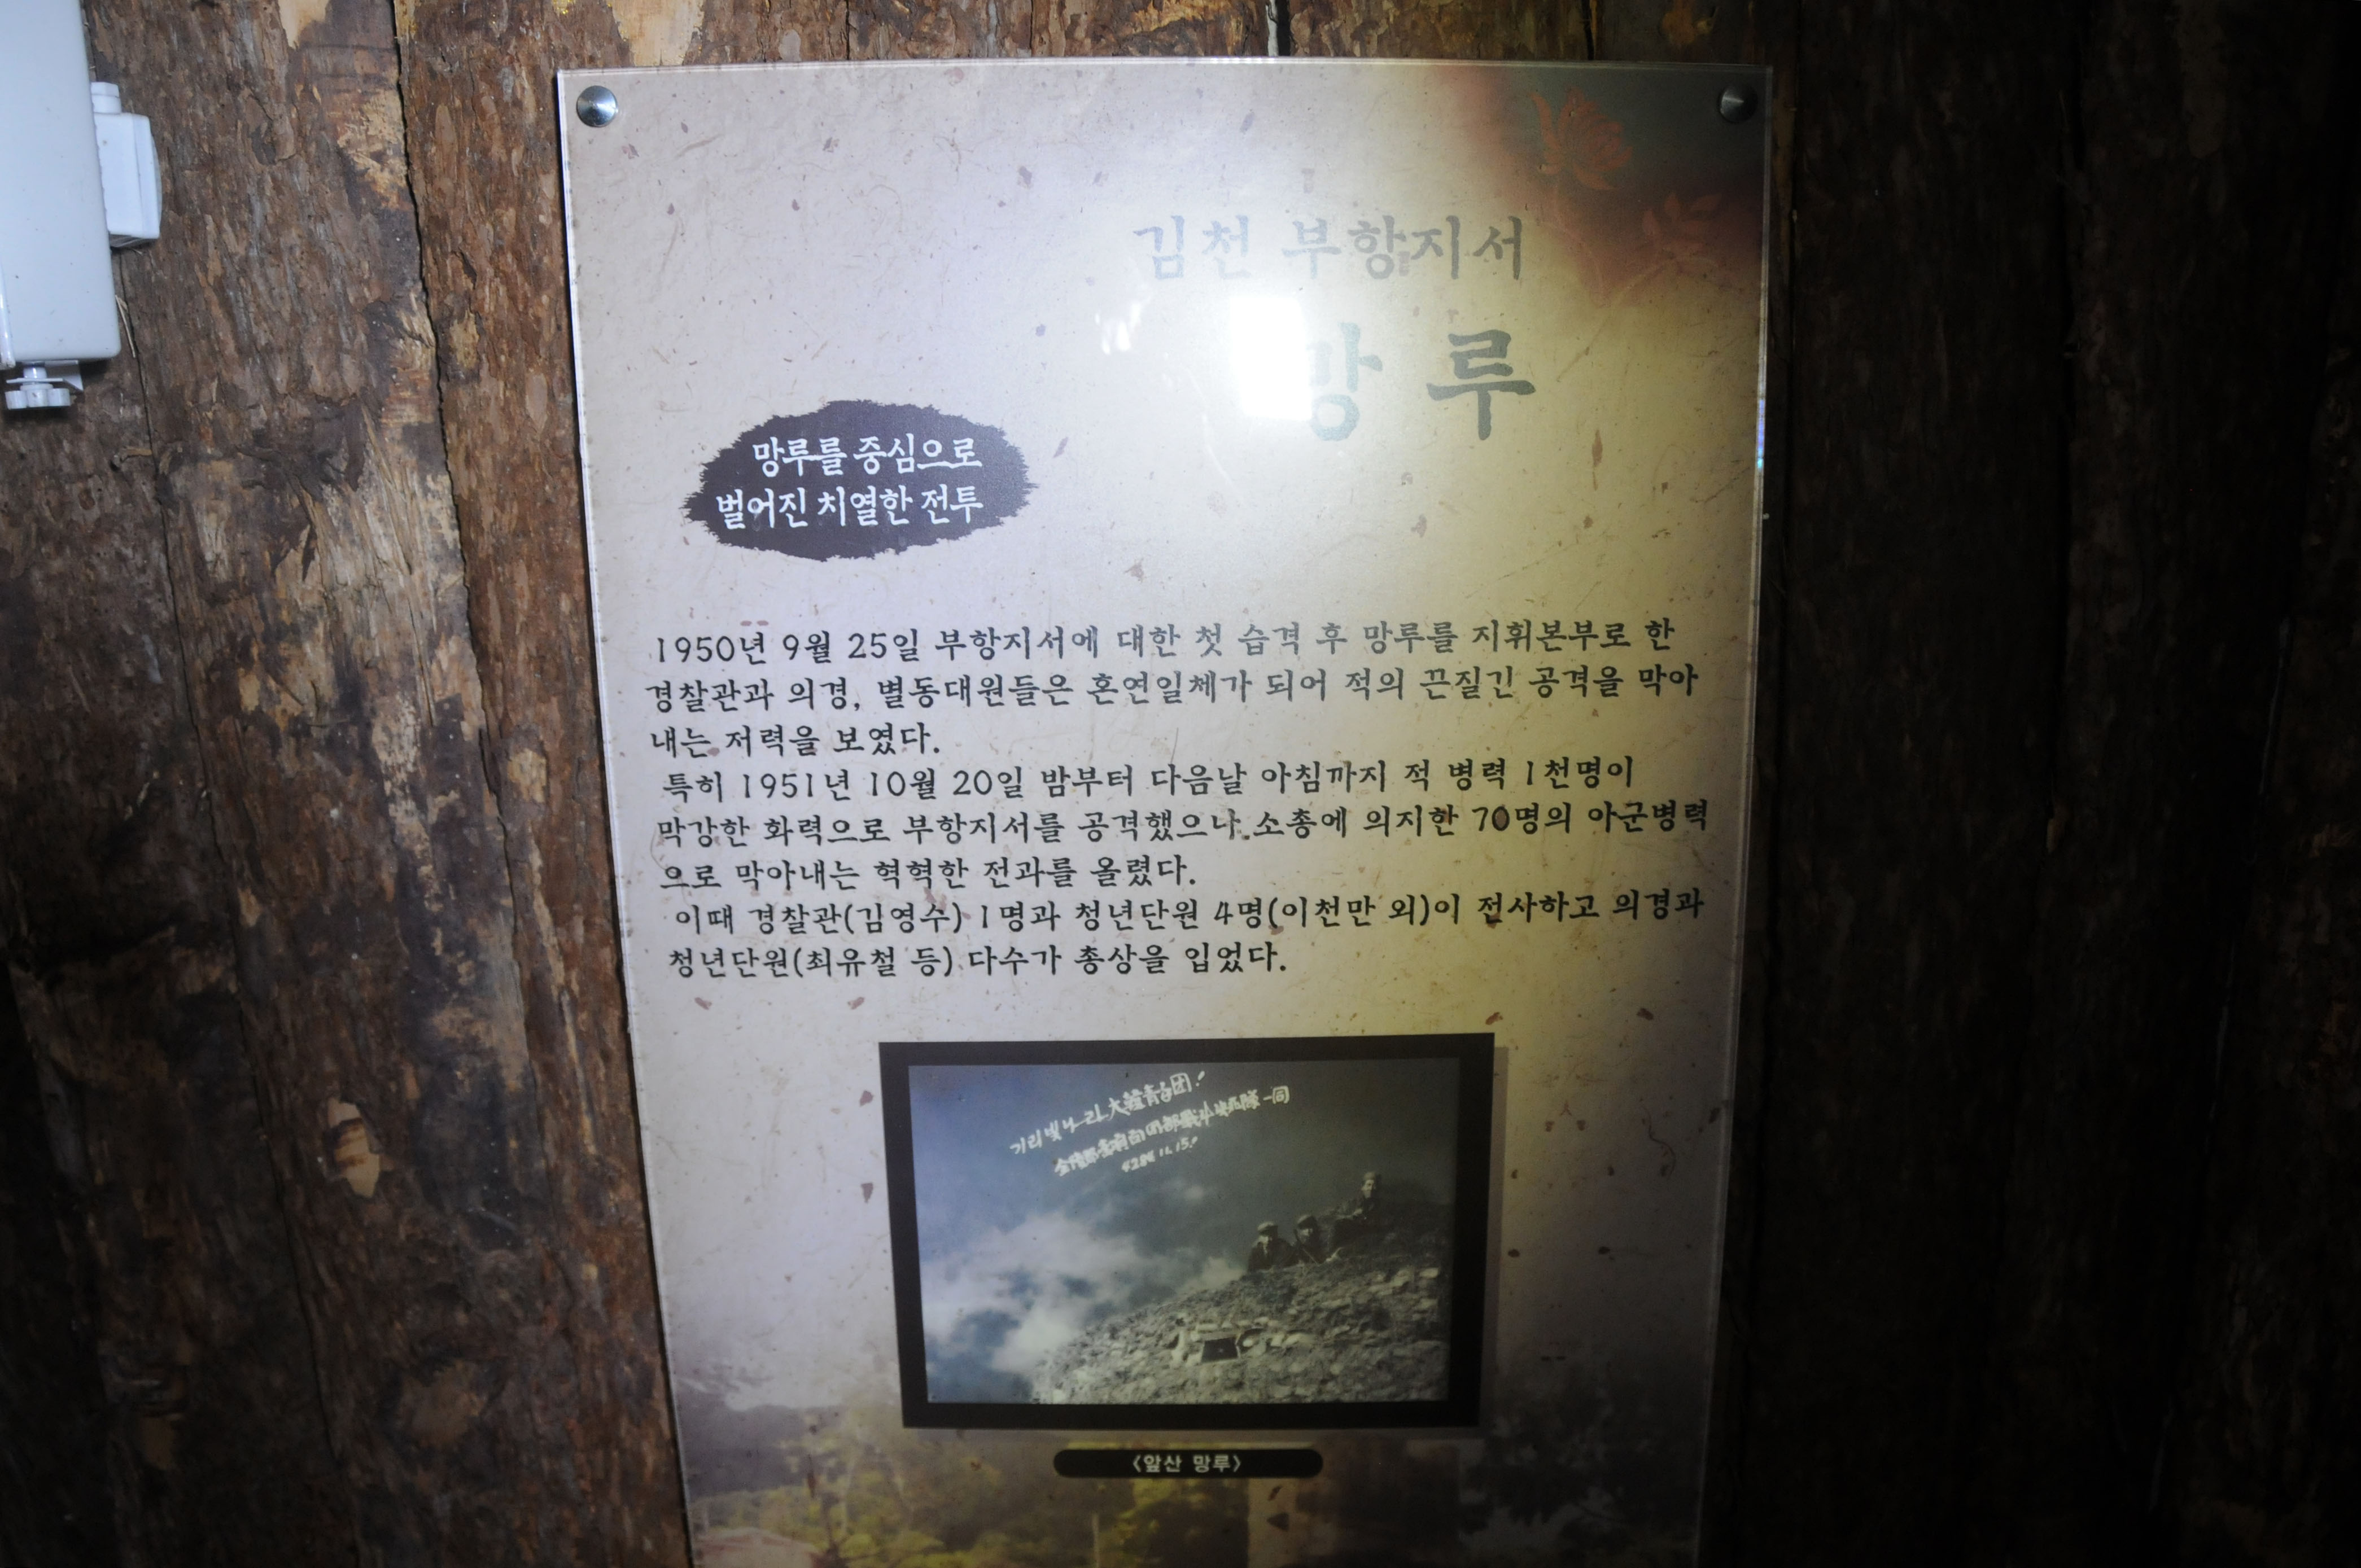 김천 부항지서
망루
망루를 중심으로
벌어진 치열한 전투
1950년 9월 25일 부항지서에 대한 첫 습격 후 망루를 지휘본부로 한
경찰관과 의경, 별동대원들은 혼연일체가 되어 적의 끈질긴 공격을 막아
내는 저력을 보였다.
특히 1951년 10월 20일 밤부터 다음날 아침까지 적 병력 1천명이
막강한 화력으로 부항지서를 공격했으나 소총에 의지한 70명의 아군병력
으로 막아내는 혁혁한 전과를 올렸다.
이때 경찰관(김영수) 1명과 청년단원 4명(이천만 외)이 전사하고 의경과
청년단원(최유철 등) 다수가 총상을 입었다.
기리빛나라 大韓青年団!
一同
11. 15!
<앞산 망루>